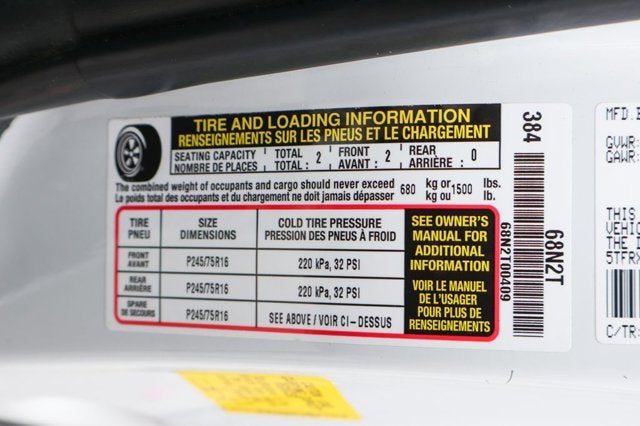 TIRE AND LOADING INFORMATION
RENSEIGNEMENTS SUR LES PNEUS ET LE CHARGEMENT
SEATING CAPACITY TOTAL : 2 FRONT : 2 REAR : 0
NOMBRE DE PLACES TOTAL : 2 AVANT : 2 ARRIÈRE : 0
The combined weight of occupants and cargo should never exceed 680 kg or 1500 lbs.
Le poids total des occupants et du chargement ne doit jamais dépasser kg ou lb.
TIRE PNEU
SIZE DIMENSIONS
COLD TIRE PRESSURE
PRESSION DES PNEUS À FROID
FRONT AVANT P245/75R16 220 kPa, 32 PSI
REAR ARRIÈRE P245/75R16 220 kPa, 32 PSI
SPARE DE SECOURS P245/75R16 SEE ABOVE / VOIR CI – DESSUS
SEE OWNER'S
MANUAL FOR
ADDITIONAL
INFORMATION
VOIR LE MANUEL
DE L'USAGER
POUR PLUS DE
RENSEIGNEMENTS
384
68N2T00409
68N2T
MFD.B
GVWR:
GAWR:
THIS
VEHIC
THE I
5TFRX
C/TR: